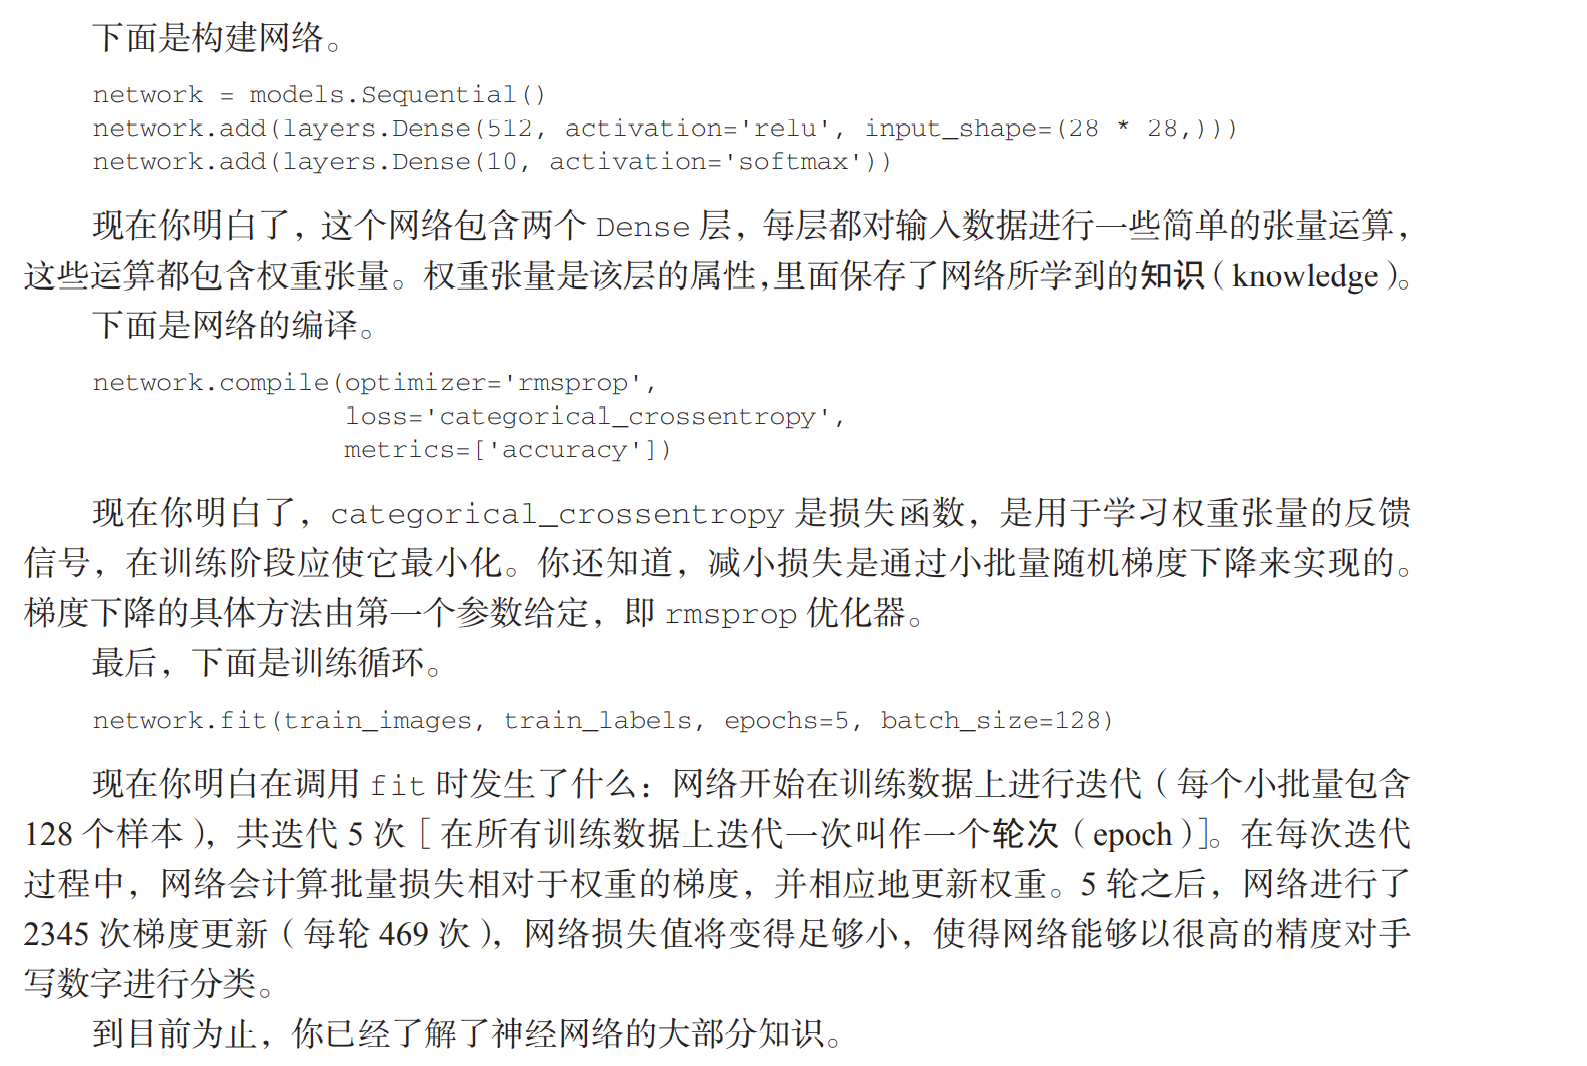 下面是构建网络。
network = models.Sequential()
network.add(layers.Dense(512, activation='relu', input_shape=(28 * 28,)))
network.add(layers.Dense(10, activation='softmax'))
现在你明白了，这个网络包含两个 Dense 层，每层都对输入数据进行一些简单的张量运算，
这些运算都包含权重张量。权重张量是该层的属性，里面保存了网络所学到的知识（knowledge）。
下面是网络的编译。
network.compile(optimizer='rmsprop',
loss='categorical_crossentropy',
metrics=['accuracy'])
现在你明白了，categorical_crossentropy 是损失函数，是用于学习权重张量的反馈
信号，在训练阶段应使它最小化。你还知道，减小损失是通过小批量随机梯度下降来实现的。
梯度下降的具体方法由第一个参数给定，即 rmsprop 优化器。
最后，下面是训练循环。
network.fit(train_images, train_labels, epochs=5, batch_size=128)
现在你明白在调用 fit 时发生了什么：网络开始在训练数据上进行迭代（每个小批量包含
128 个样本），共迭代 5 次［在所有训练数据上迭代一次叫作一个轮次（epoch）］。在每次迭代
过程中，网络会计算批量损失相对于权重的梯度，并相应地更新权重。5 轮之后，网络进行了
2345 次梯度更新（每轮 469 次），网络损失值将变得足够小，使得网络能够以很高的精度对手
写数字进行分类。
到目前为止，你已经了解了神经网络的大部分知识。